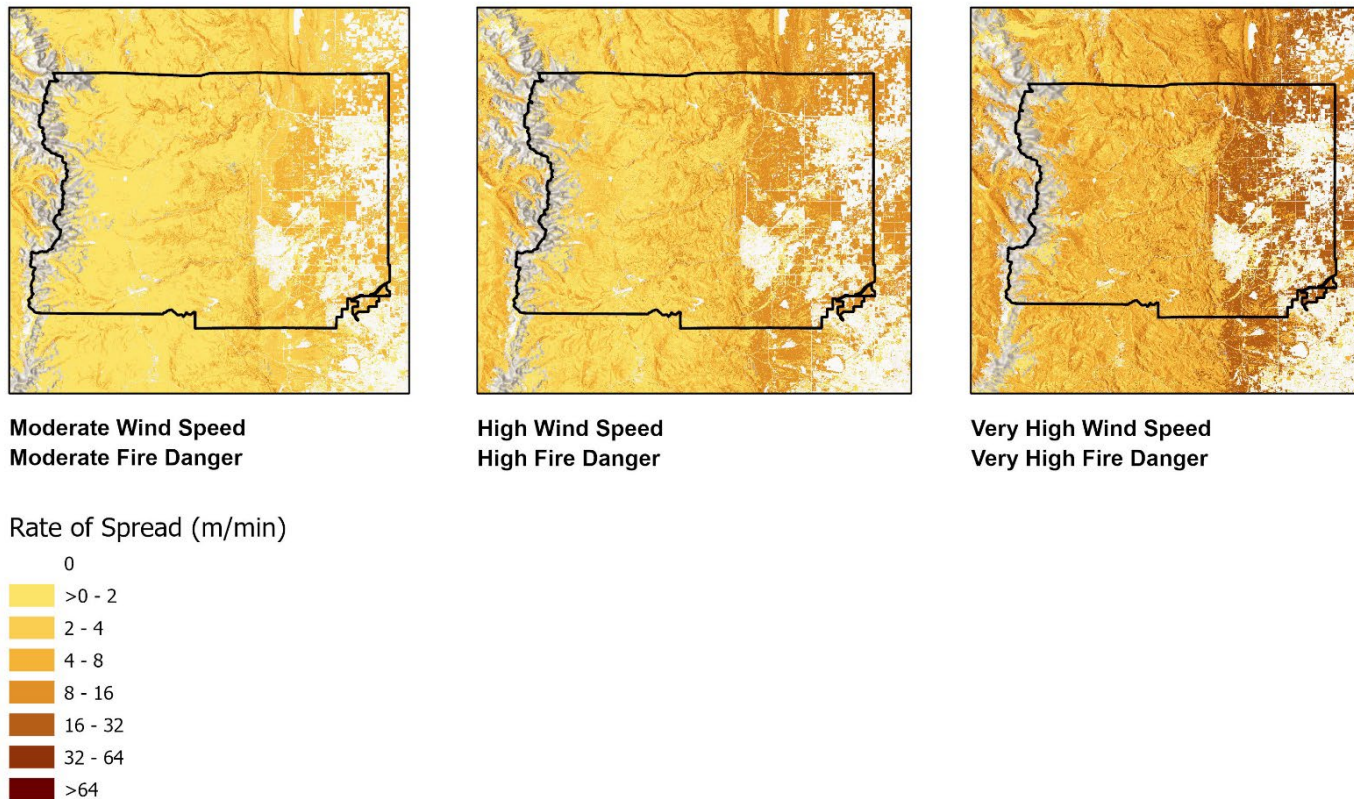 Moderate Wind Speed
Moderate Fire Danger
High Wind Speed
High Fire Danger
Very High Wind Speed
Very High Fire Danger
Rate of Spread (m/min)
0
>0 - 2
2 - 4
4 - 8
8 - 16
16 - 32
32 - 64
>64